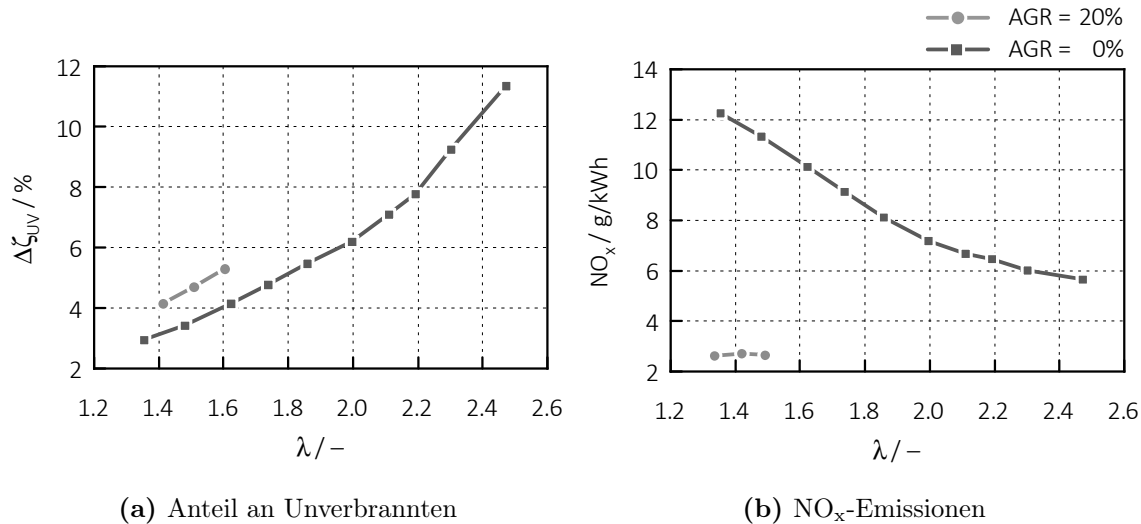 AGR = 20%
AGR = 0%
12
10
8
6
4
2
Δζ_UV / %
1.2 1.4 1.6 1.8 2.0 2.2 2.4 2.6
λ / –
14
12
10
8
6
4
2
NO_x / g/kWh
1.2 1.4 1.6 1.8 2.0 2.2 2.4 2.6
λ / –
(a) Anteil an Unverbrannten
(b) NO_x-Emissionen